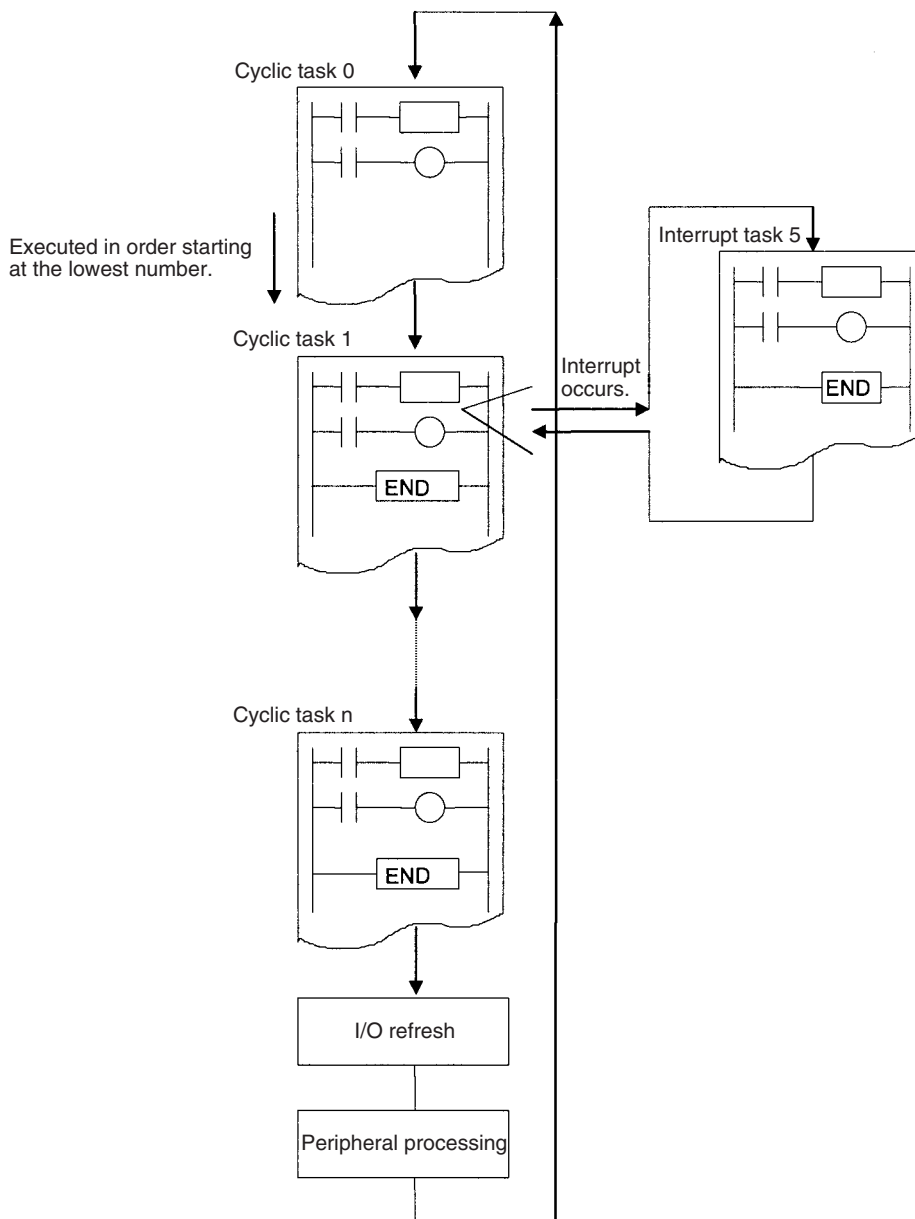 Cyclic task 0
Executed in order starting
at the lowest number.
Cyclic task 1
END
Interrupt
occurs.
Interrupt task 5
END
Cyclic task n
END
I/O refresh
Peripheral processing